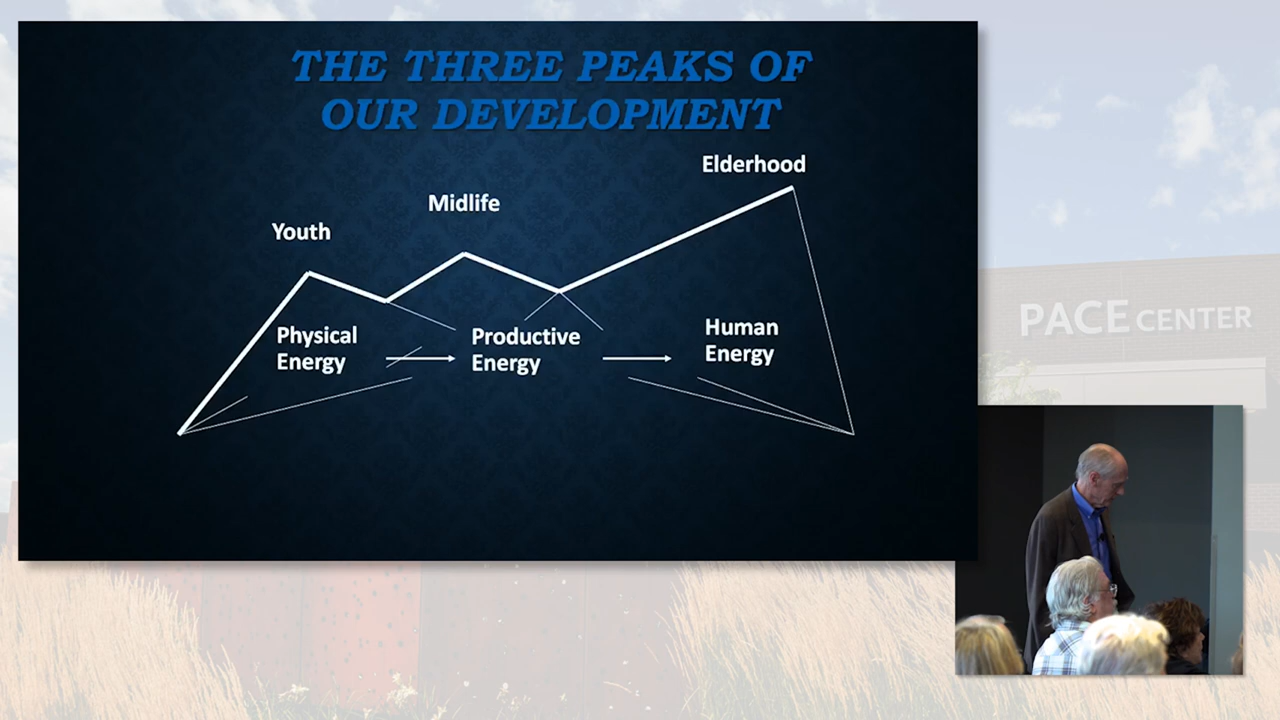 THE THREE PEAKS OF
OUR DEVELOPMENT
Elderhood
Midlife
Youth
Physical
Energy
Productive
Energy
Human
Energy
PACE CENTER